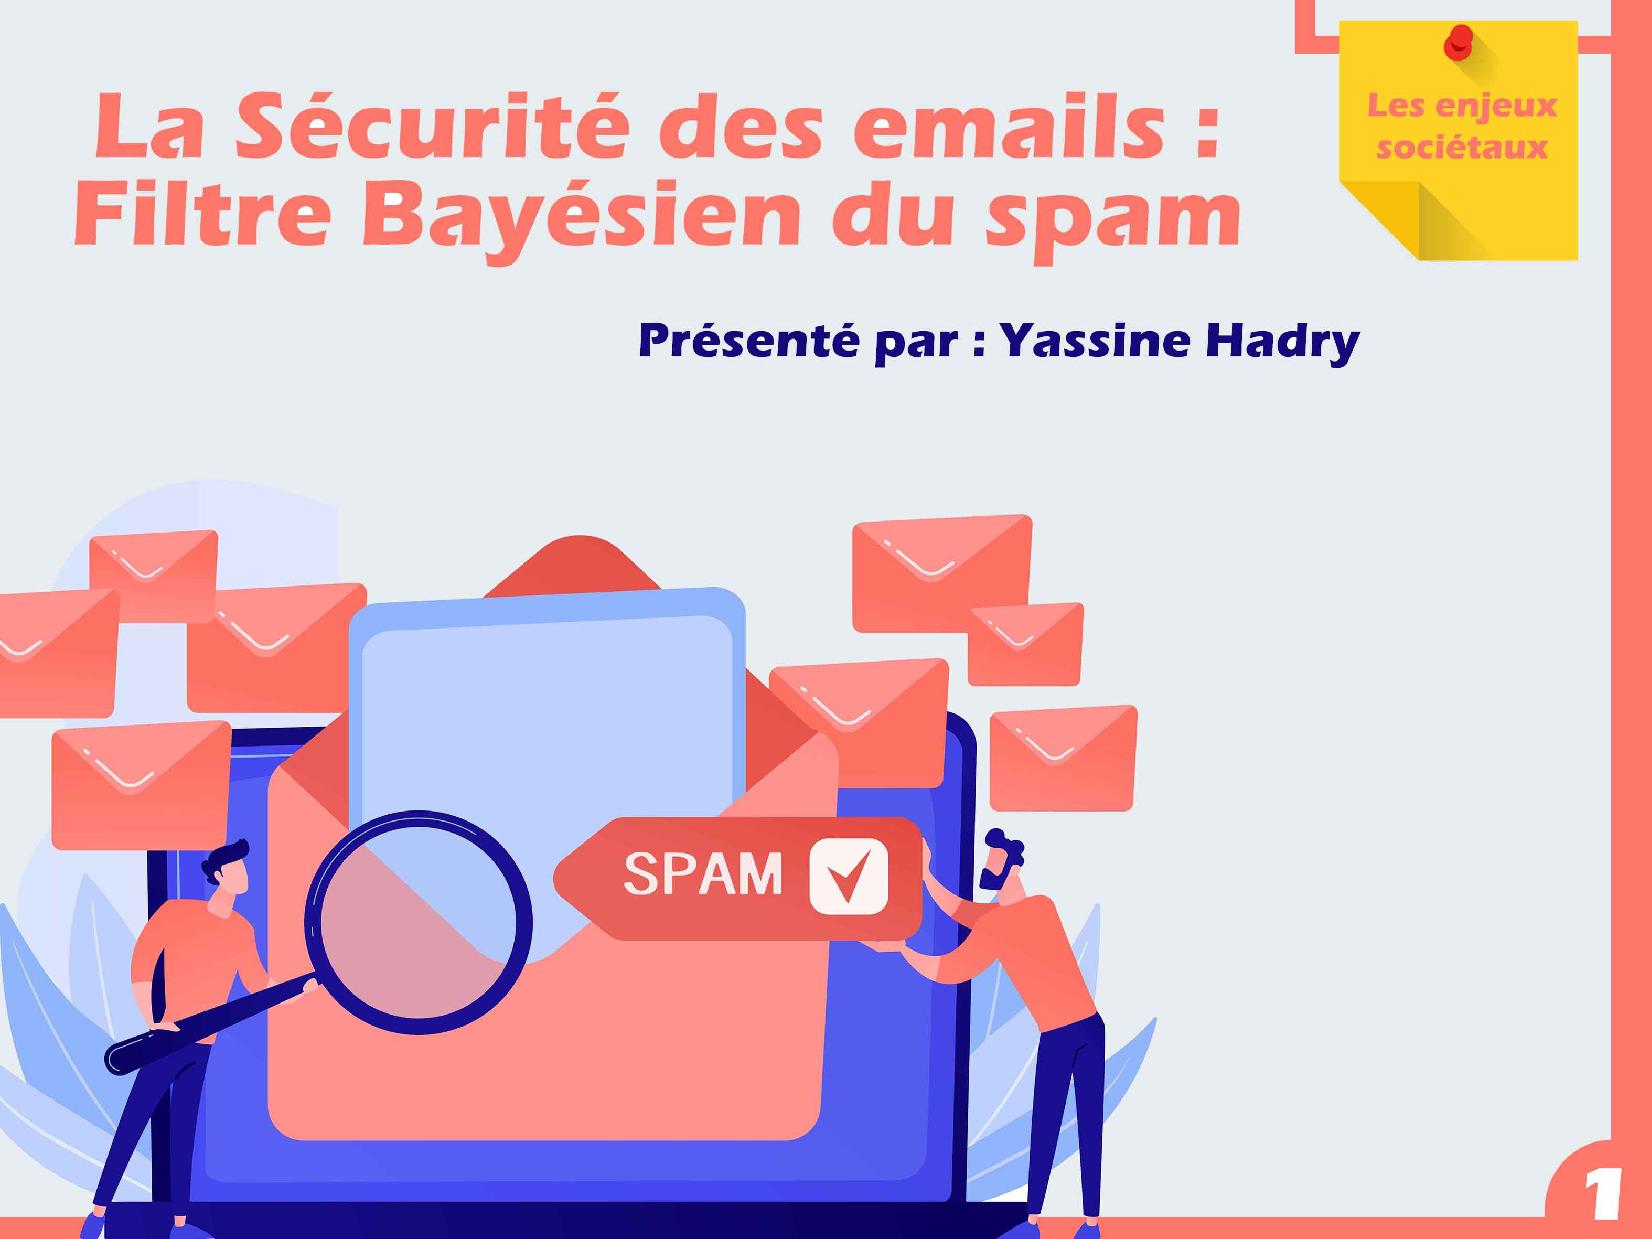 La Sécurité des emails :
Filtre Bayésien du spam
Les enjeux
sociétaux
Présenté par : Yassine Hadry
SPAM
1